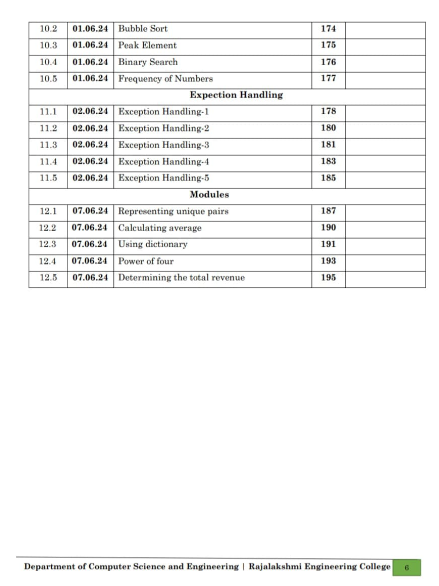 10.2 01.06.24 Bubble Sort 174
10.3 01.06.24 Peak Element 175
10.4 01.06.24 Binary Search 176
10.5 01.06.24 Frequency of Numbers 177
Expection Handling
11.1 02.06.24 Exception Handling-1 178
11.2 02.06.24 Exception Handling-2 180
11.3 02.06.24 Exception Handling-3 181
11.4 02.06.24 Exception Handling-4 183
11.5 02.06.24 Exception Handling-5 185
Modules
12.1 07.06.24 Representing unique pairs 187
12.2 07.06.24 Calculating average 190
12.3 07.06.24 Using dictionary 191
12.4 07.06.24 Power of four 193
12.5 07.06.24 Determining the total revenue 195
Department of Computer Science and Engineering | Rajalakshmi Engineering College 6